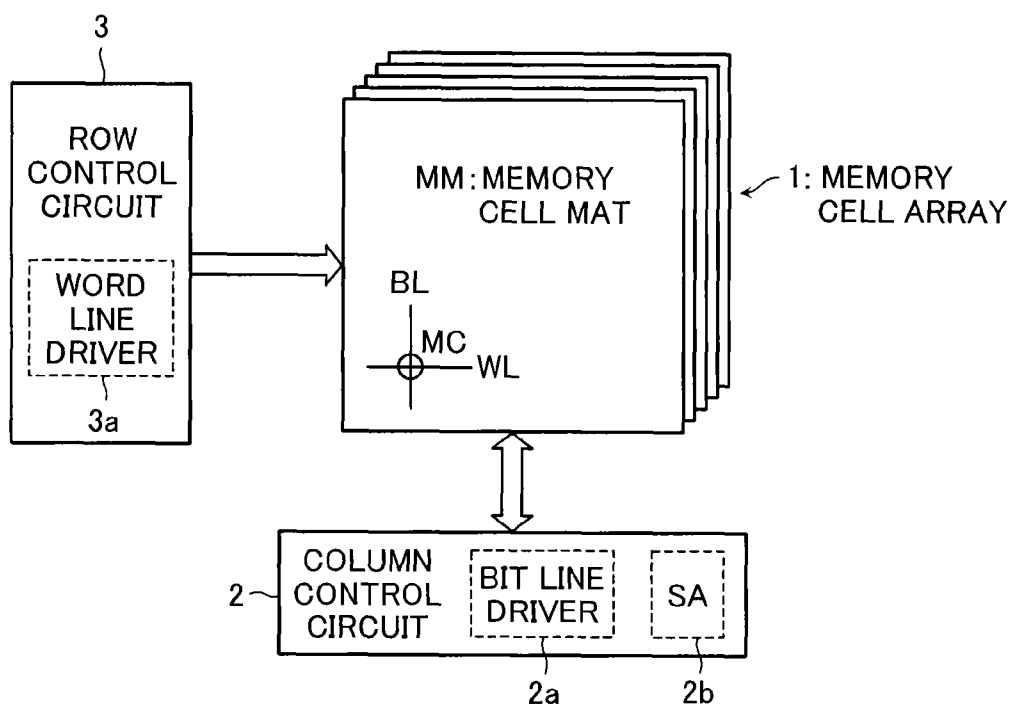 3
ROW
CONTROL
CIRCUIT
WORD
LINE
DRIVER
3a
MM: MEMORY
CELL MAT
BL
MC
WL
1: MEMORY
CELL ARRAY
2
COLUMN
CONTROL
CIRCUIT
BIT LINE
DRIVER
2a
SA
2b